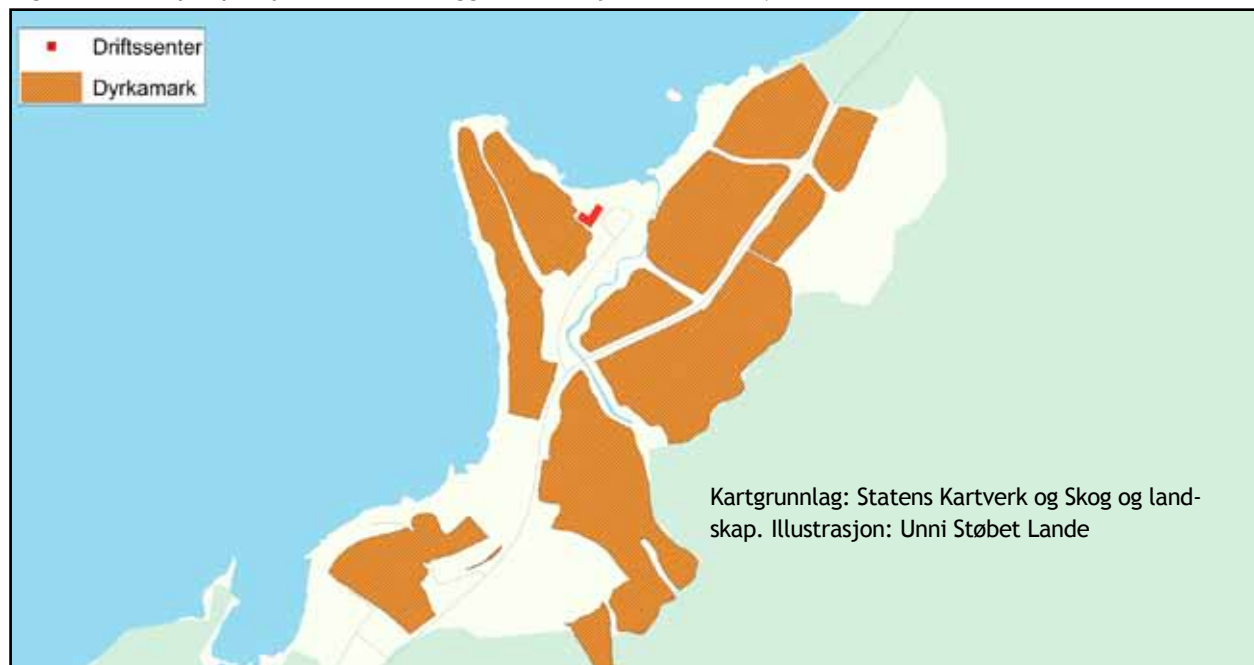 Driftssenter
Dyrkamark
Kartgrunnlag: Statens Kartverk og Skog og land-
skap. Illustrasjon: Unni Støbet Lande